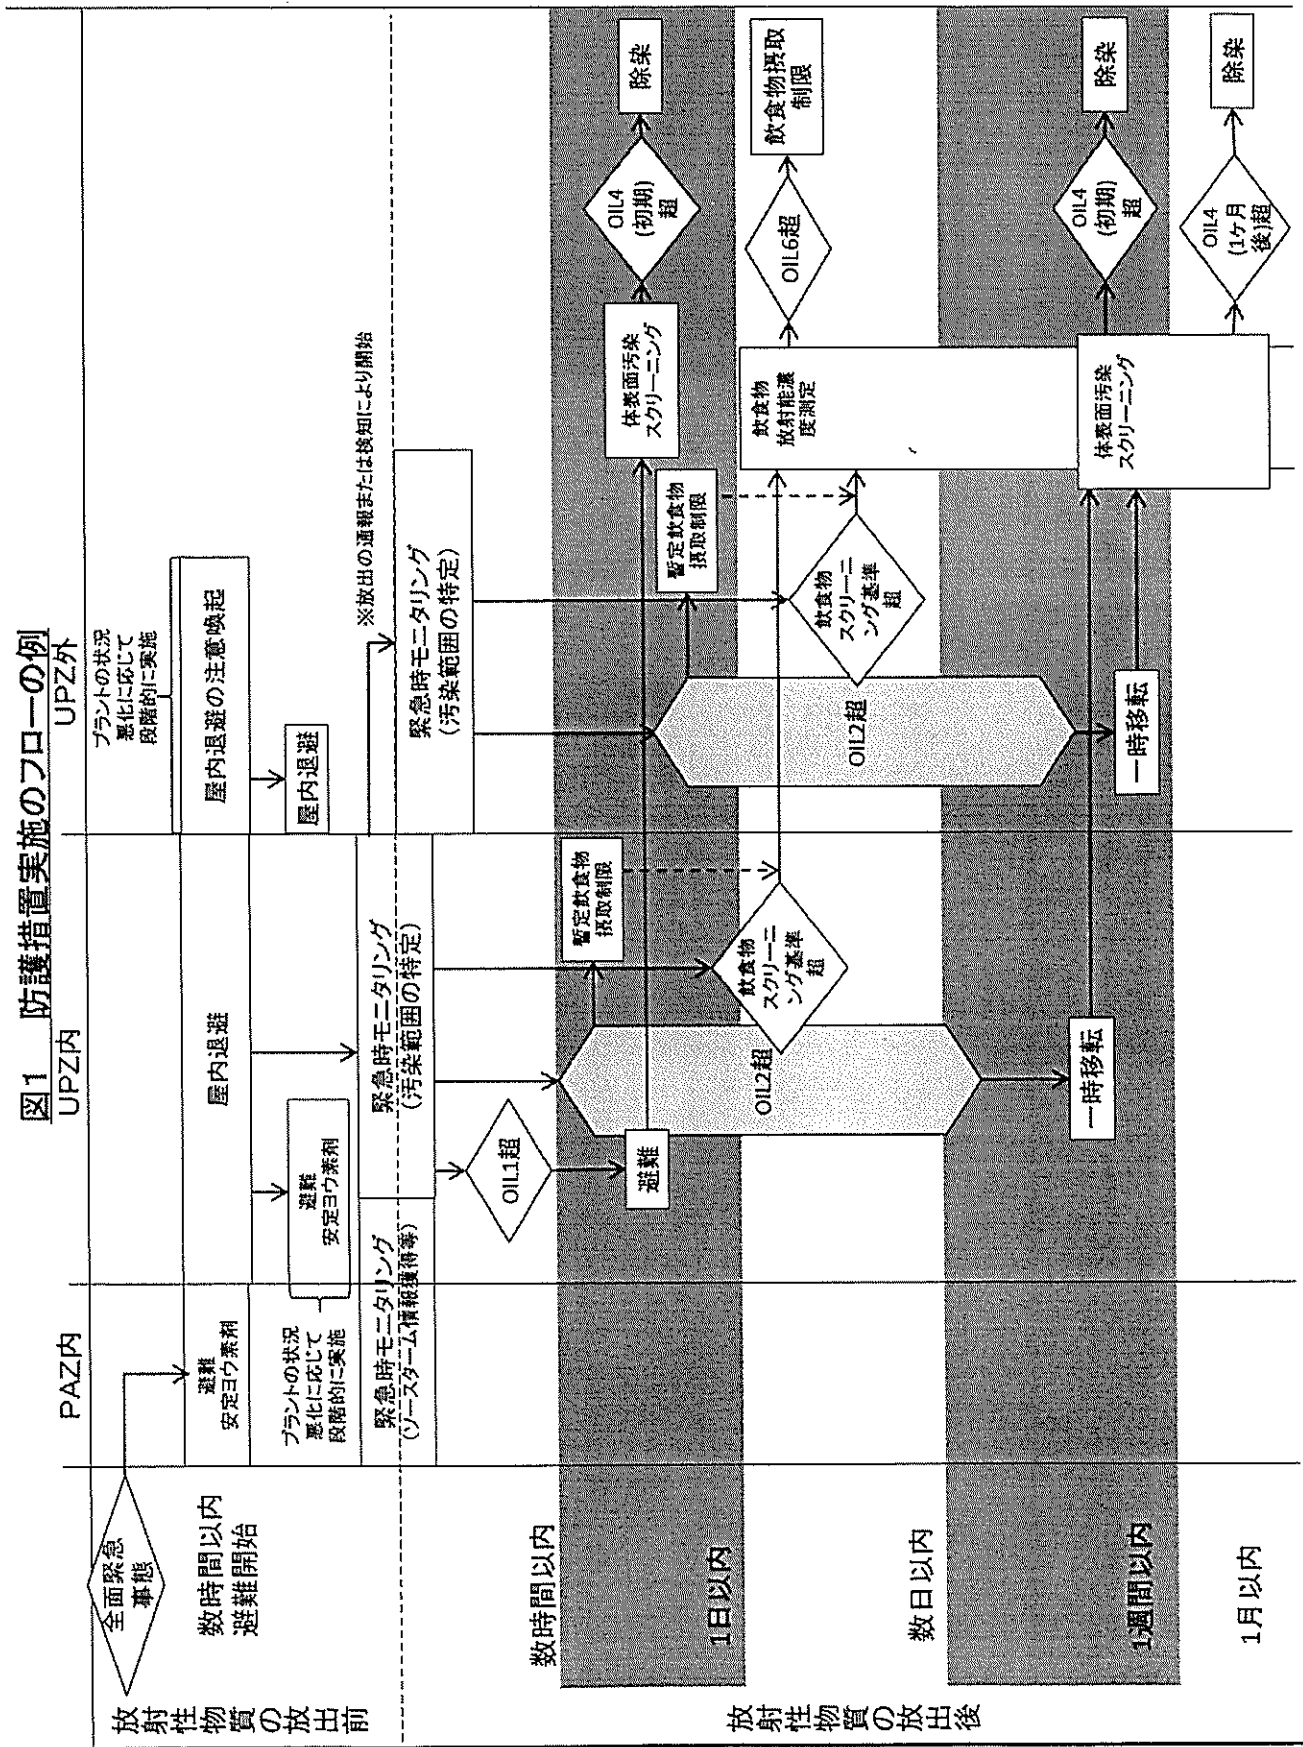 図1 防護措置実施のフローの例
PAZ内
UPZ内
UPZ外
放射性物質の放出前
全面緊急
事態
数時間以内
避難開始
避難
安定ヨウ素剤
プラントの状況
悪化に応じて
段階的に実施
緊急時モニタリング
(ソースターム情報獲得等)
屋内退避
避難
安定ヨウ素剤
緊急時モニタリング
(汚染範囲の特定)
プラントの状況
悪化に応じて
段階的に実施
屋内退避の注意喚起
屋内退避
※放出の通報または検知により開始
緊急時モニタリング
(汚染範囲の特定)
放射性物質の放出後
数時間以内
OIL1超
1日以内
避難
暫定飲食物
摂取制限
暫定飲食物
摂取制限
体表面汚染
スクリーニング
OIL4
(初期)
超
除染
数日以内
OIL2超
飲食物
スクリーニ
ング基準
超
OIL2超
飲食物
スクリーニ
ング基準
超
飲食物
放射能濃
度測定
OIL6超
飲食物摂取
制限
1週間以内
一時移転
一時移転
体表面汚染
スクリーニング
OIL4
(初期)
超
除染
1月以内
OIL4
(1ケ月
後)超
除染